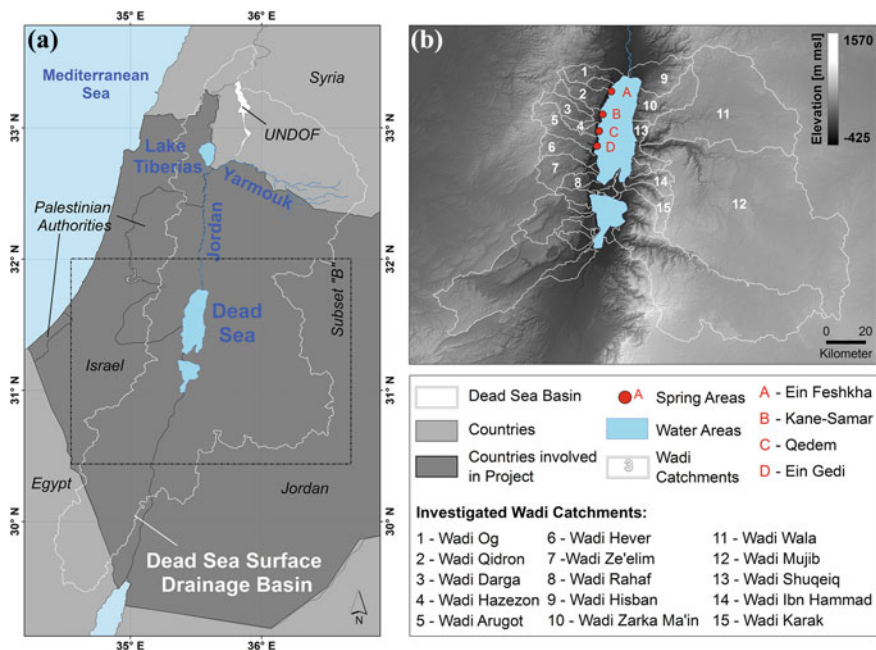 35° E
36° E
(a)
Mediterranean
Sea
Syria
UNDOF
33° N
Lake
Tiberias
Yarmouk
Palestinian
Authorities
Jordan
32° N
Subset "B"
Dead
Sea
Israel
31° N
Egypt
Jordan
30° N
Dead Sea Surface
Drainage Basin
N
35° E
36° E
(b)
1570
Elevation [m msl]
-425
1
2
3
4
5
6
7
8
9
10
11
12
13
14
15
A
B
C
D
0
20
Kilometer
Dead Sea Basin
Countries
Countries involved
in Project
A
Spring Areas
Water Areas
3
Wadi
Catchments
A - Ein Feshkha
B - Kane-Samar
C - Qedem
D - Ein Gedi
Investigated Wadi Catchments:
1 - Wadi Og
2 - Wadi Qidron
3 - Wadi Darga
4 - Wadi Hazezon
5 - Wadi Arugot
6 - Wadi Hever
7 - Wadi Ze'elim
8 - Wadi Rahaf
9 - Wadi Hisban
10 - Wadi Zarka Ma'in
11 - Wadi Wala
12 - Wadi Mujib
13 - Wadi Shuqeiq
14 - Wadi Ibn Hammad
15 - Wadi Karak